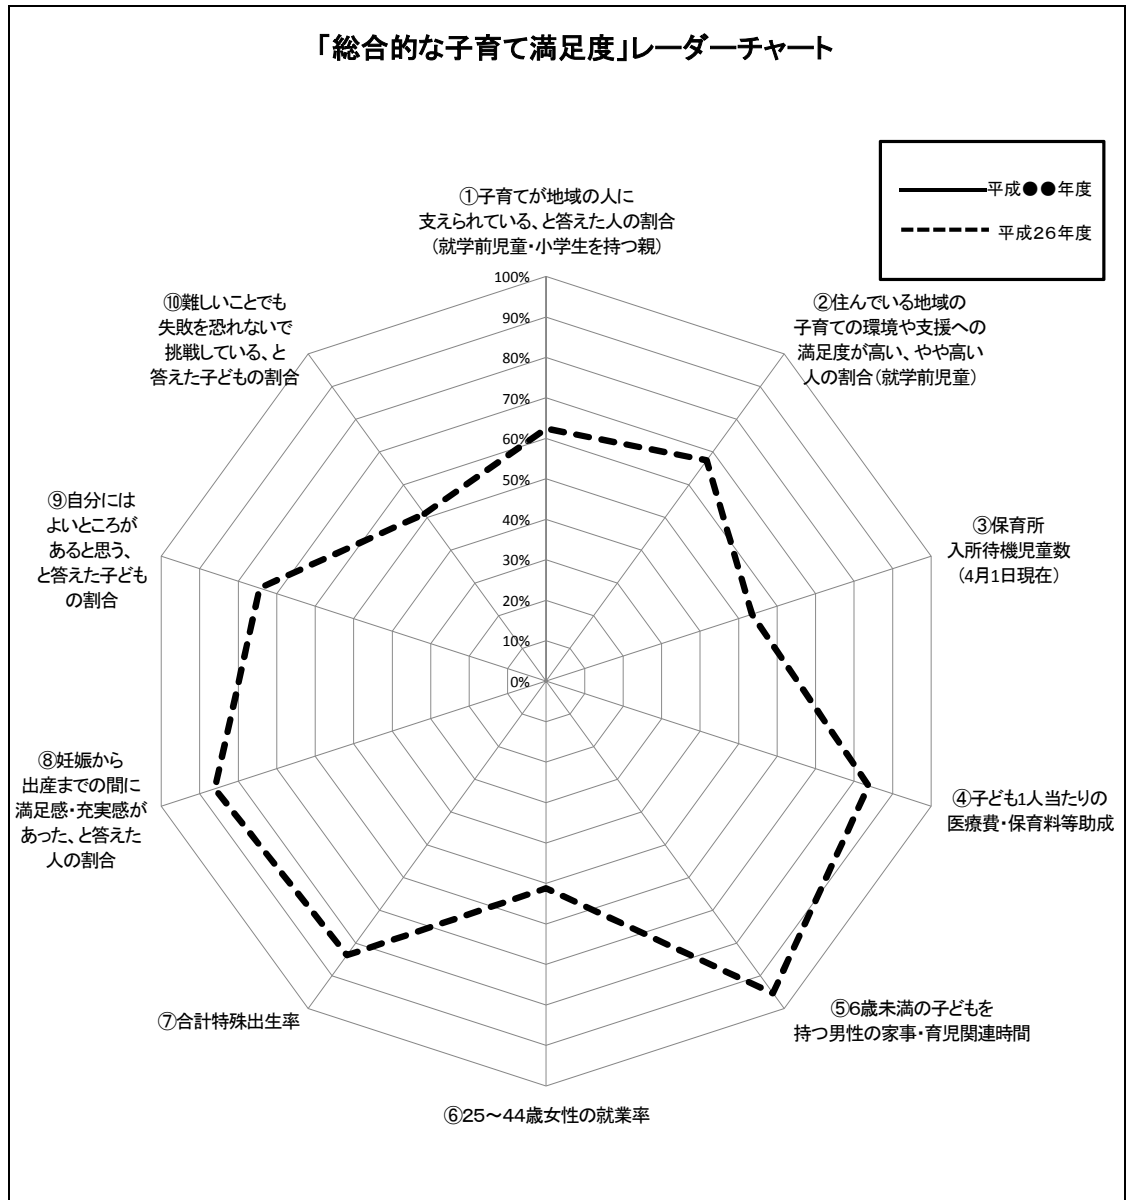 「総合的な子育て満足度」レーダーチャート
平成●●年度
平成26年度
①子育てが地域の人に
支えられている、と答えた人の割合
(就学前児童・小学生を持つ親)
②住んでいる地域の
子育ての環境や支援への
満足度が高い、やや高い
人の割合(就学前児童)
③保育所
入所待機児童数
(4月1日現在)
④子ども1人当たりの
医療費・保育料等助成
⑤6歳未満の子どもを
持つ男性の家事・育児関連時間
⑥25～44歳女性の就業率
⑦合計特殊出生率
⑧妊娠から
出産までの間に
満足感・充実感が
あった、と答えた
人の割合
⑨自分には
よいところが
あると思う、
と答えた子ども
の割合
⑩難しいことでも
失敗を恐れないで
挑戦している、と
答えた子どもの割合
100%
90%
80%
70%
60%
50%
40%
30%
20%
10%
0%